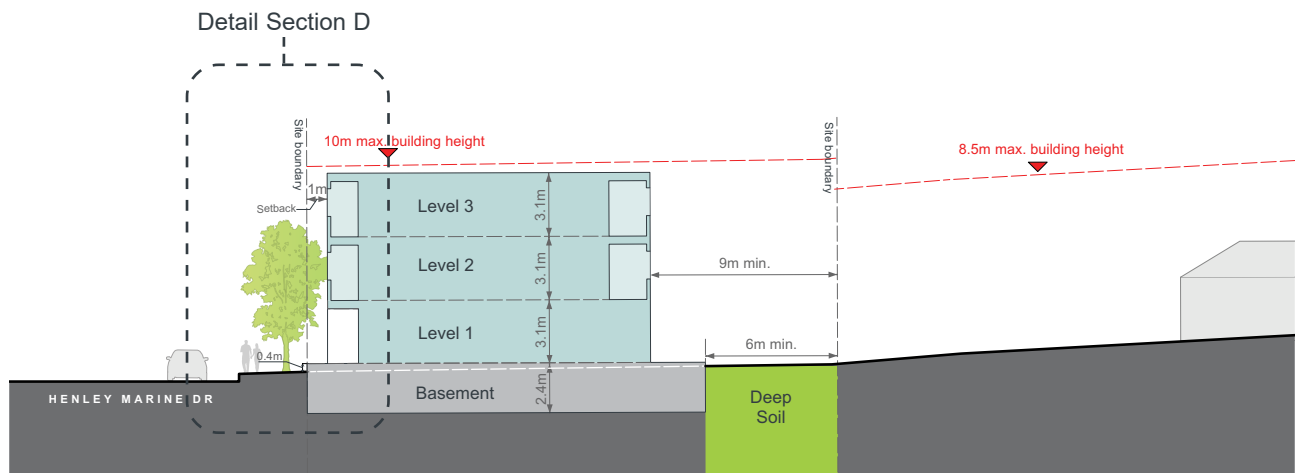 Detail Section D
Site boundary
10m max. building height
Site boundary
8.5m max. building height
1m
Setback
Level 3
3.1m
Level 2
3.1m
9m min.
Level 1
3.1m
6m min.
0.4m
Basement
2.4m
Deep
Soil
HENLEY MARINE DR